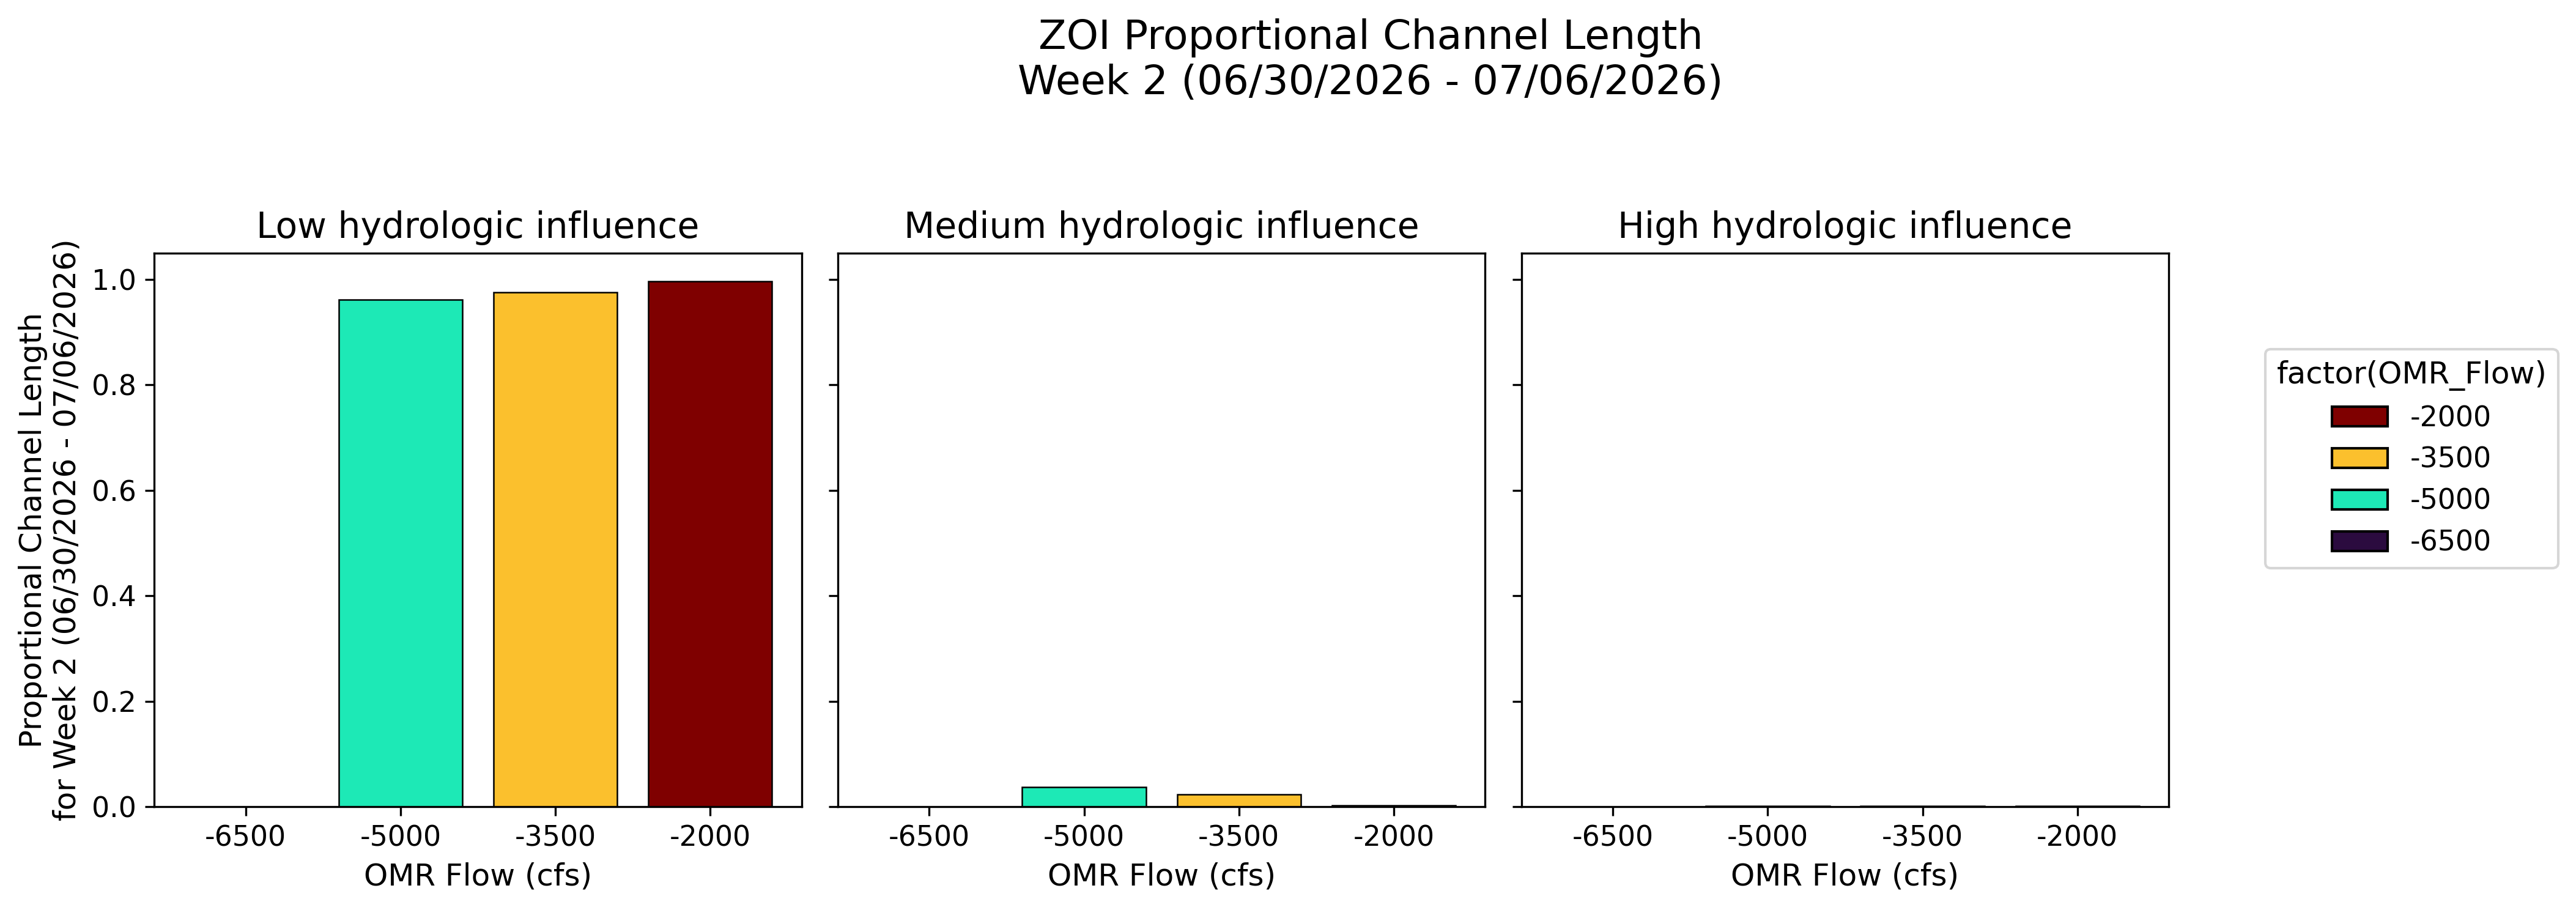 ZOI Proportional Channel Length
Week 2 (06/30/2026 - 07/06/2026)
Low hydrologic influence
Medium hydrologic influence
High hydrologic influence
Proportional Channel Length
for Week 2 (06/30/2026 - 07/06/2026)
1.0
0.8
0.6
0.4
0.2
0.0
-6500 -5000 -3500 -2000
OMR Flow (cfs)
-6500 -5000 -3500 -2000
OMR Flow (cfs)
-6500 -5000 -3500 -2000
OMR Flow (cfs)
factor(OMR_Flow)
-2000
-3500
-5000
-6500